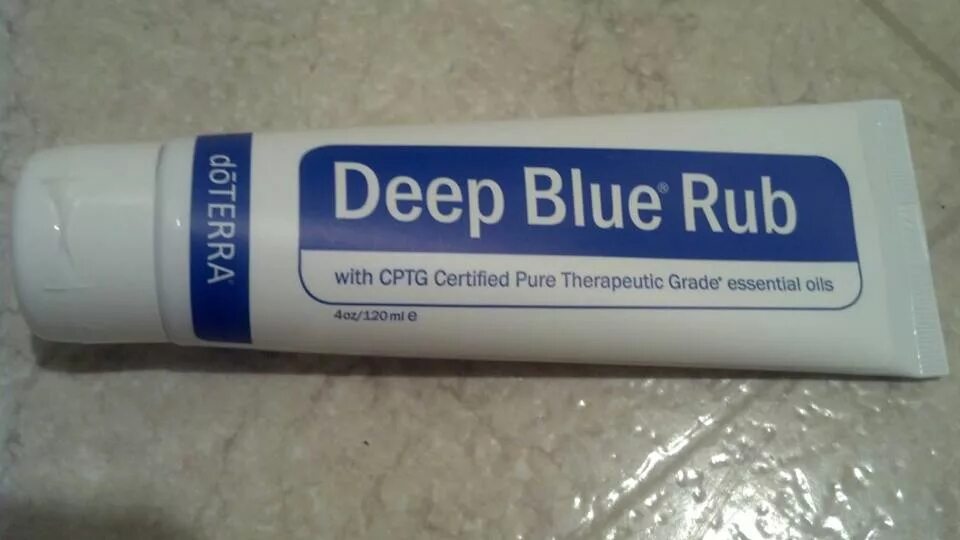 dōTERRA®
Deep Blue® Rub
with CPTG Certified Pure Therapeutic Grade® essential oils
4oz/120ml ℮